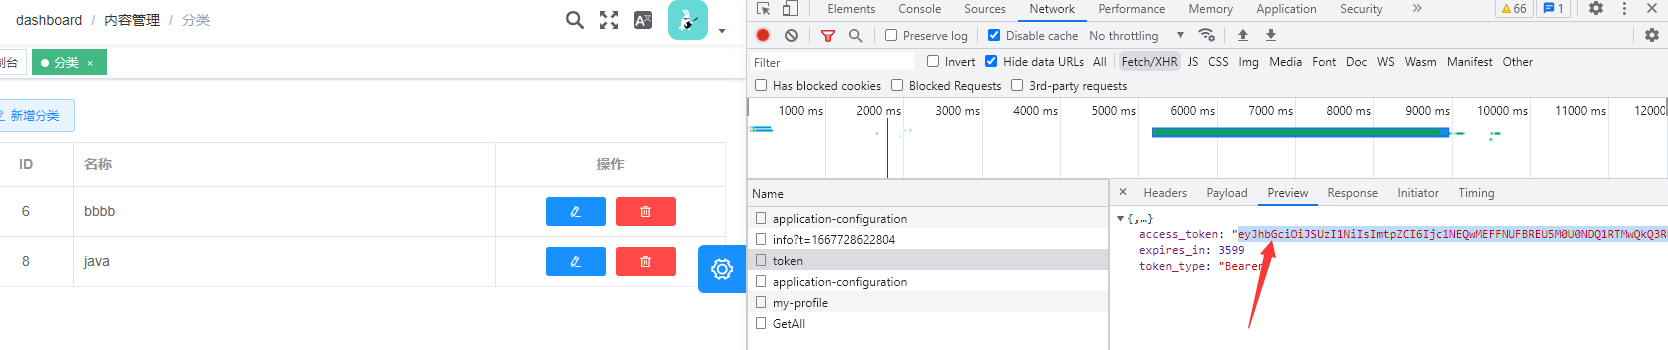 dashboard / 内容管理 / 分类
制台
分类 ×
新增分类
ID 名称 操作
6 bbbb
8 java
Elements Console Sources Network Performance Memory Application Security » 66 1
Preserve log Disable cache No throttling
Filter Invert Hide data URLs All Fetch/XHR JS CSS Img Media Font Doc WS Wasm Manifest Other
Has blocked cookies Blocked Requests 3rd-party requests
1000 ms 2000 ms 3000 ms 4000 ms 5000 ms 6000 ms 7000 ms 8000 ms 9000 ms 10000 ms 11000 ms 12000
Name
application-configuration
info?t=1667728622804
token
application-configuration
my-profile
GetAll
× Headers Payload Preview Response Initiator Timing
{,…}
access_token: "eyJhbGciOiJSUzI1NiIsImtpZCI6Ijc1NEQwMEFFNUFBREU5M0U0NDQ1RTMwQkQ3R
expires_in: 3599
token_type: "Bearer